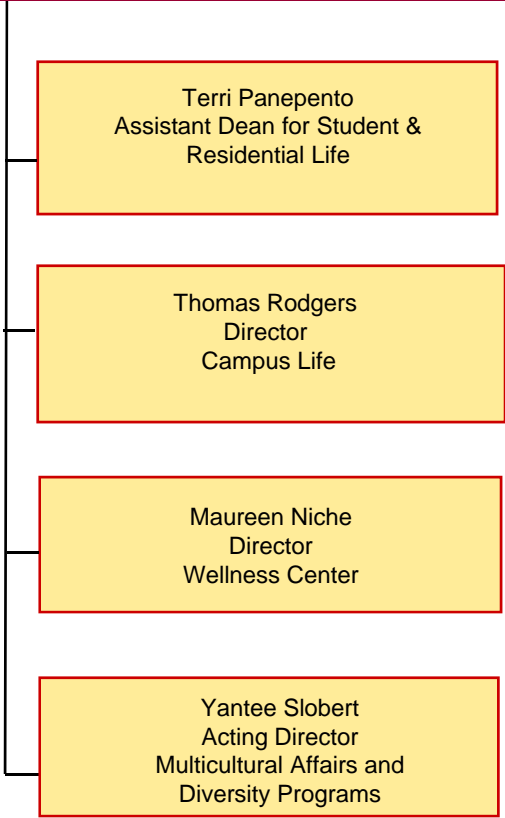 Terri Panepento
Assistant Dean for Student &
Residential Life
Thomas Rodgers
Director
Campus Life
Maureen Niche
Director
Wellness Center
Yantee Slobert
Acting Director
Multicultural Affairs and
Diversity Programs